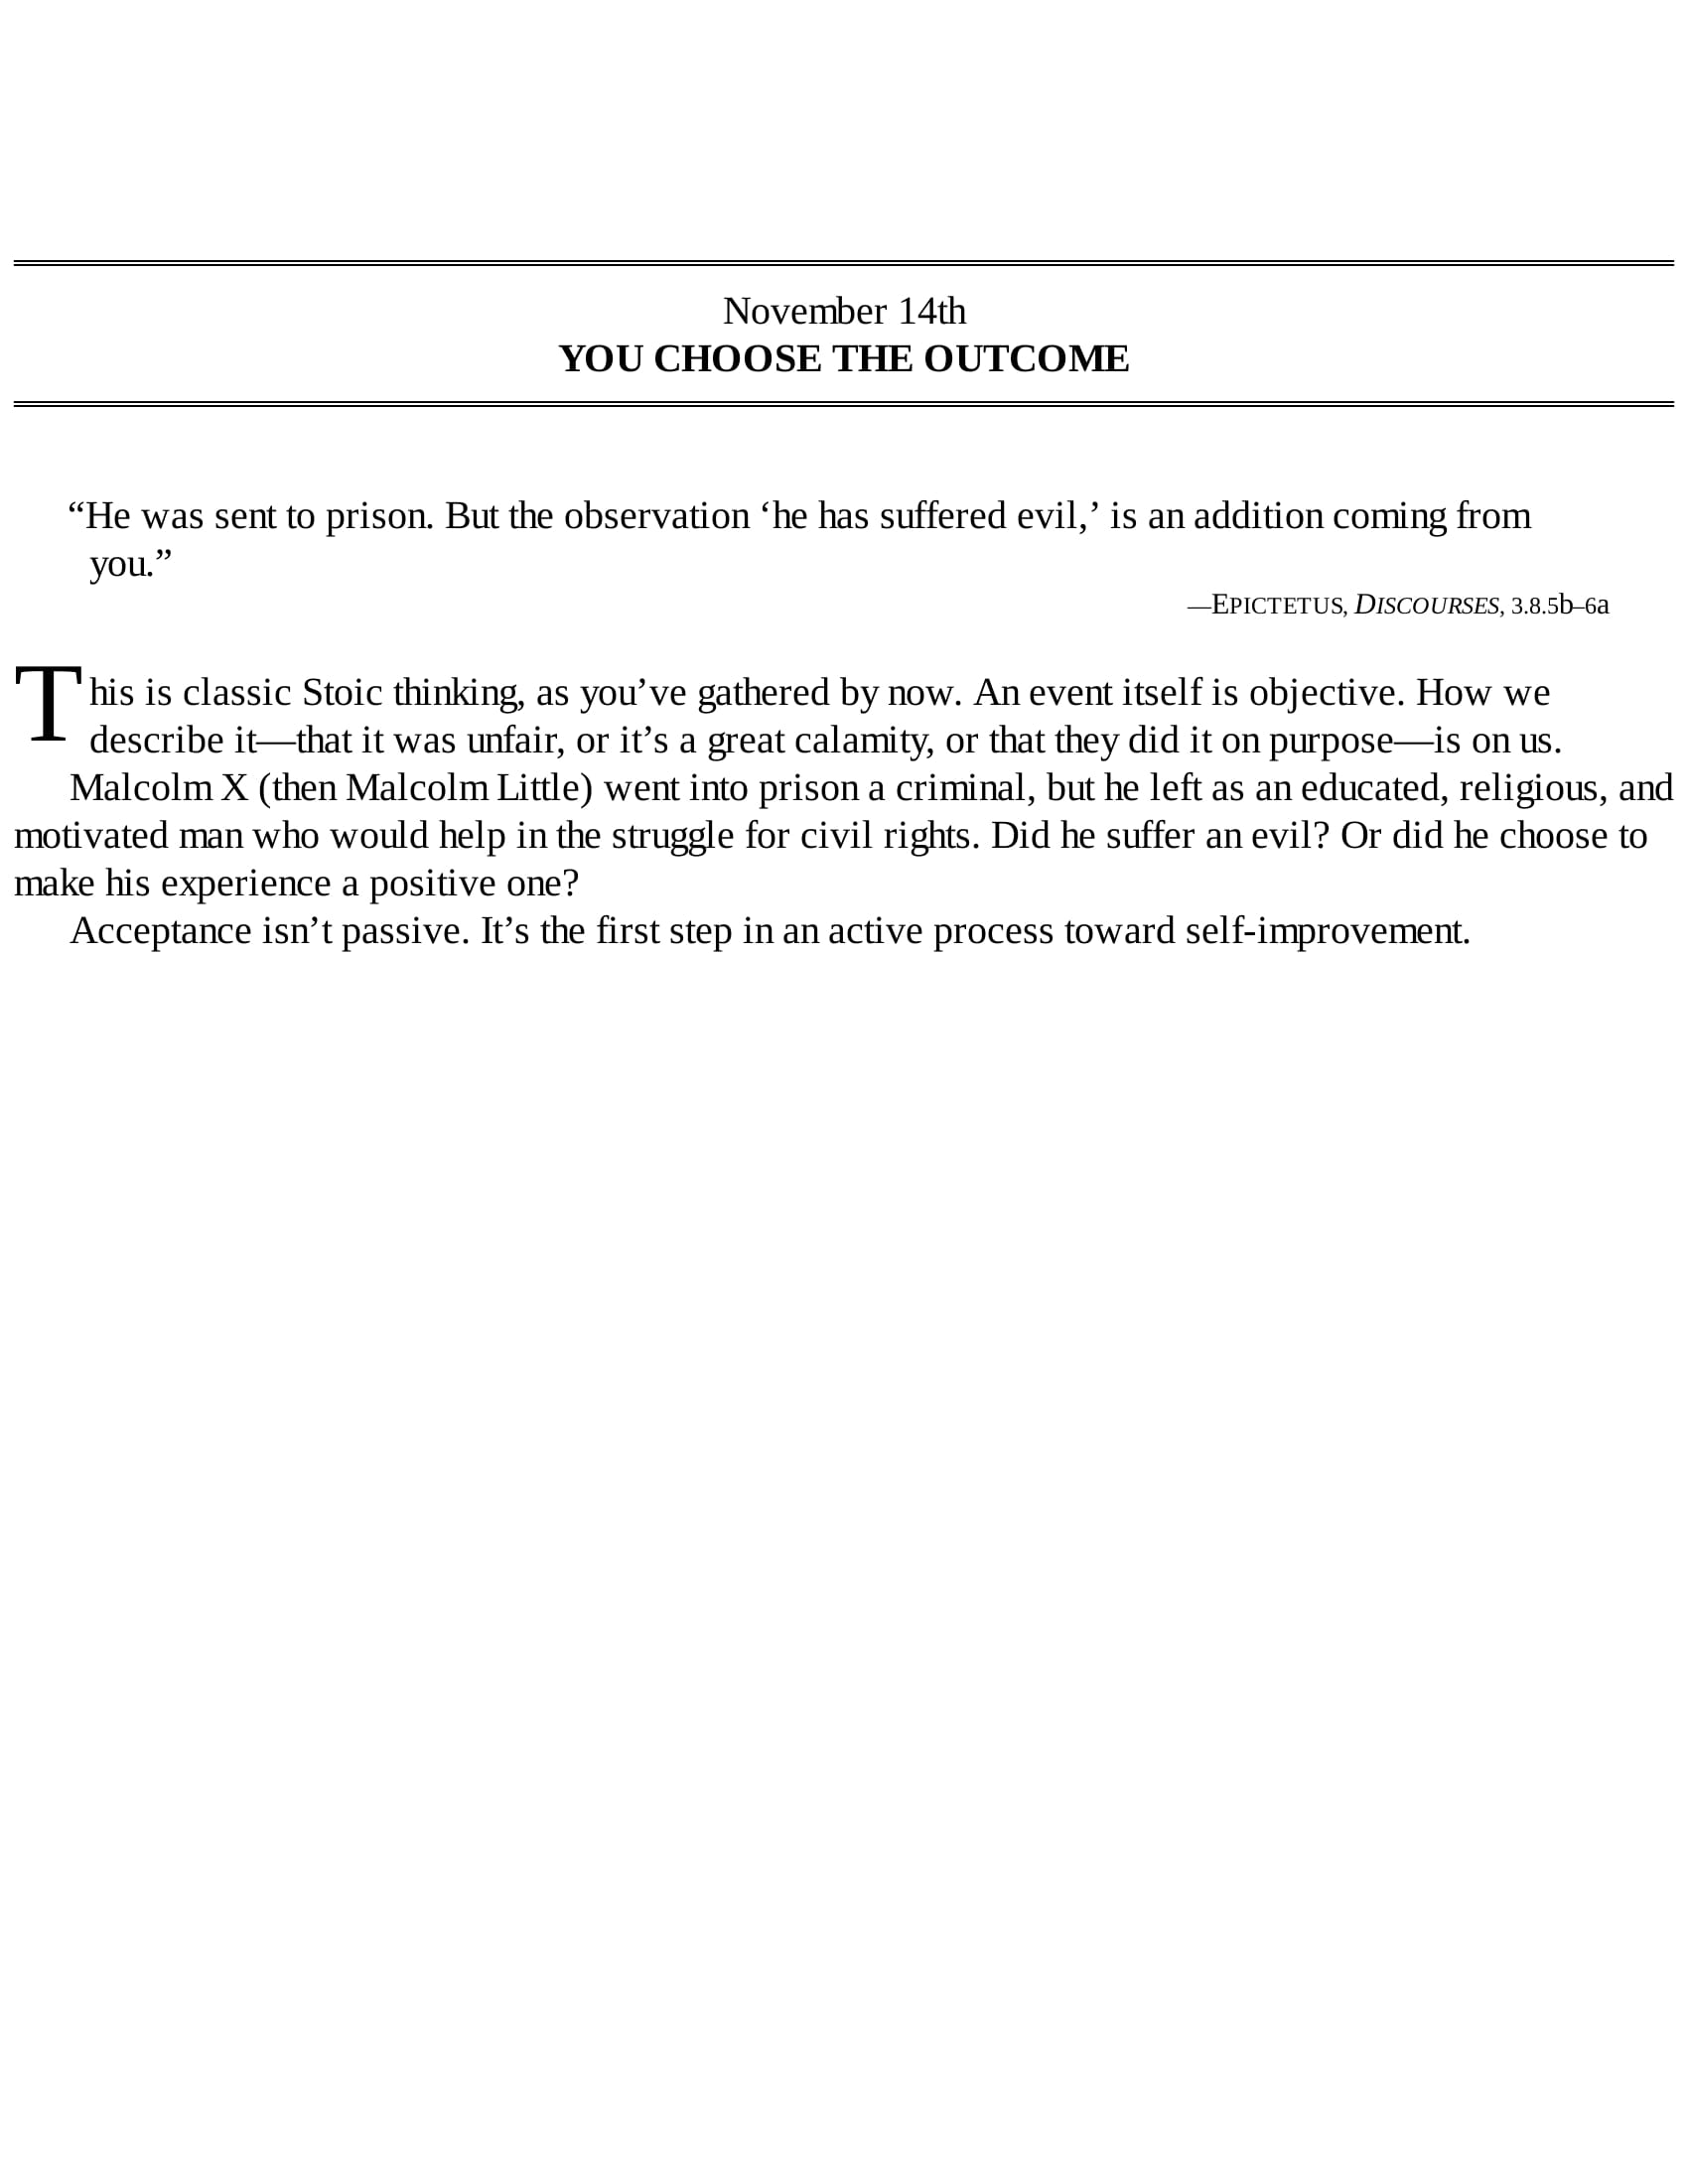 November 14th
YOU CHOOSE THE OUTCOME
“He was sent to prison. But the observation ‘he has suffered evil,’ is an addition coming from
you.”
—EPICTETUS, DISCOURSES, 3.8.5b–6a
This is classic Stoic thinking, as you’ve gathered by now. An event itself is objective. How we
describe it—that it was unfair, or it’s a great calamity, or that they did it on purpose—is on us.
Malcolm X (then Malcolm Little) went into prison a criminal, but he left as an educated, religious, and
motivated man who would help in the struggle for civil rights. Did he suffer an evil? Or did he choose to
make his experience a positive one?
Acceptance isn’t passive. It’s the first step in an active process toward self-improvement.